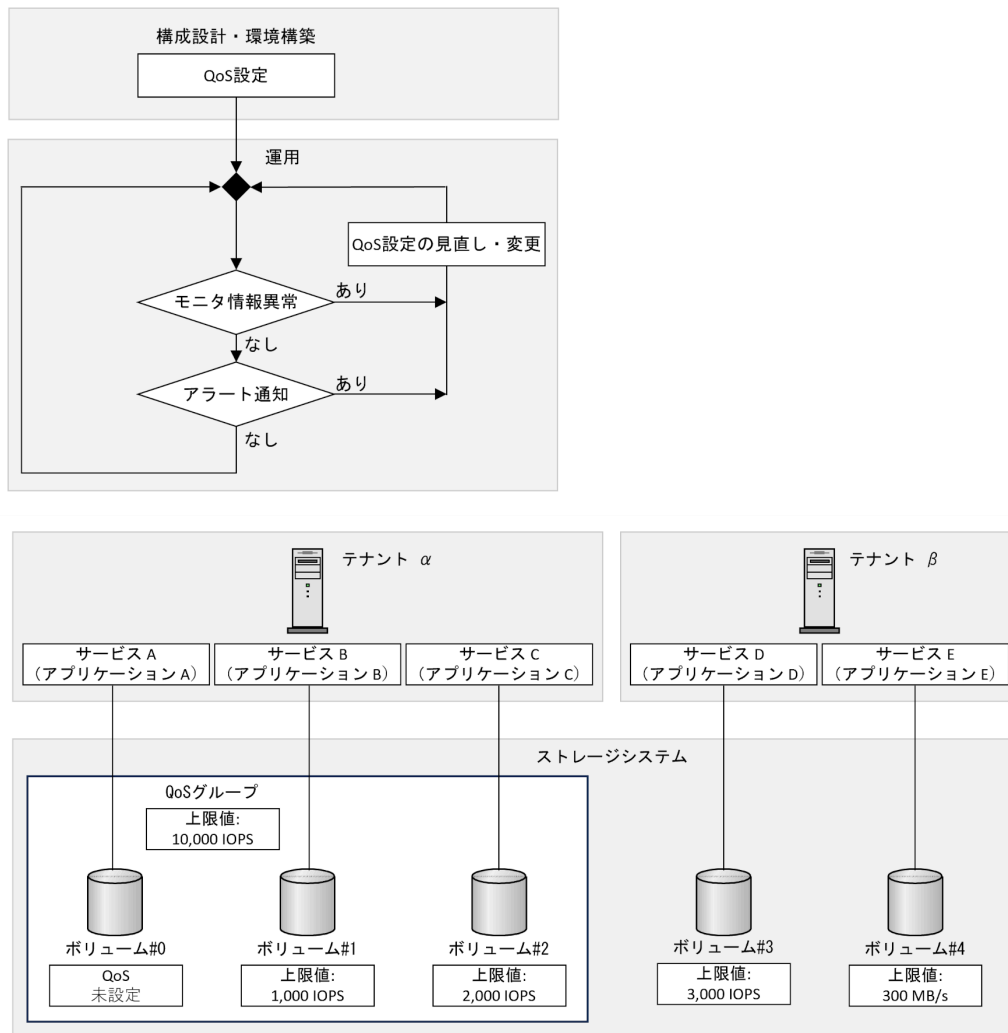 構成設計・環境構築
QoS設定
運用
QoS設定の見直し・変更
モニタ情報異常
あり
なし
アラート通知
あり
なし
テナント α
テナント β
サービス A
（アプリケーション A）
サービス B
（アプリケーション B）
サービス C
（アプリケーション C）
サービス D
（アプリケーション D）
サービス E
（アプリケーション E）
ストレージシステム
QoSグループ
上限値:
10,000 IOPS
ボリューム#0
QoS
未設定
ボリューム#1
上限値:
1,000 IOPS
ボリューム#2
上限値:
2,000 IOPS
ボリューム#3
上限値:
3,000 IOPS
ボリューム#4
上限値:
300 MB/s